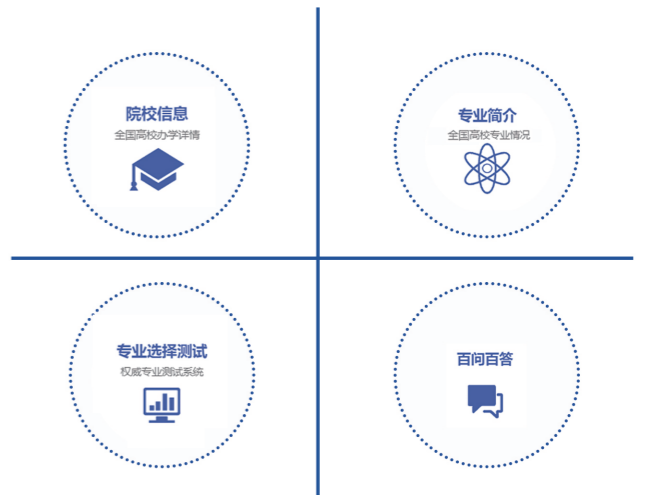 院校信息
全国高校办学详情
专业简介
全国高校专业情况
专业选择测试
权威专业测试系统
百问百答